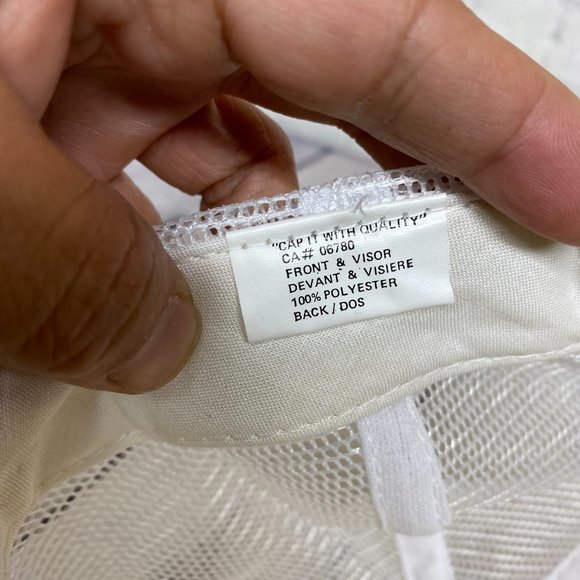 "CAP IT WITH QUALITY"
CA# 06780
FRONT & VISOR
DEVANT & VISIERE
100% POLYESTER
BACK / DOS